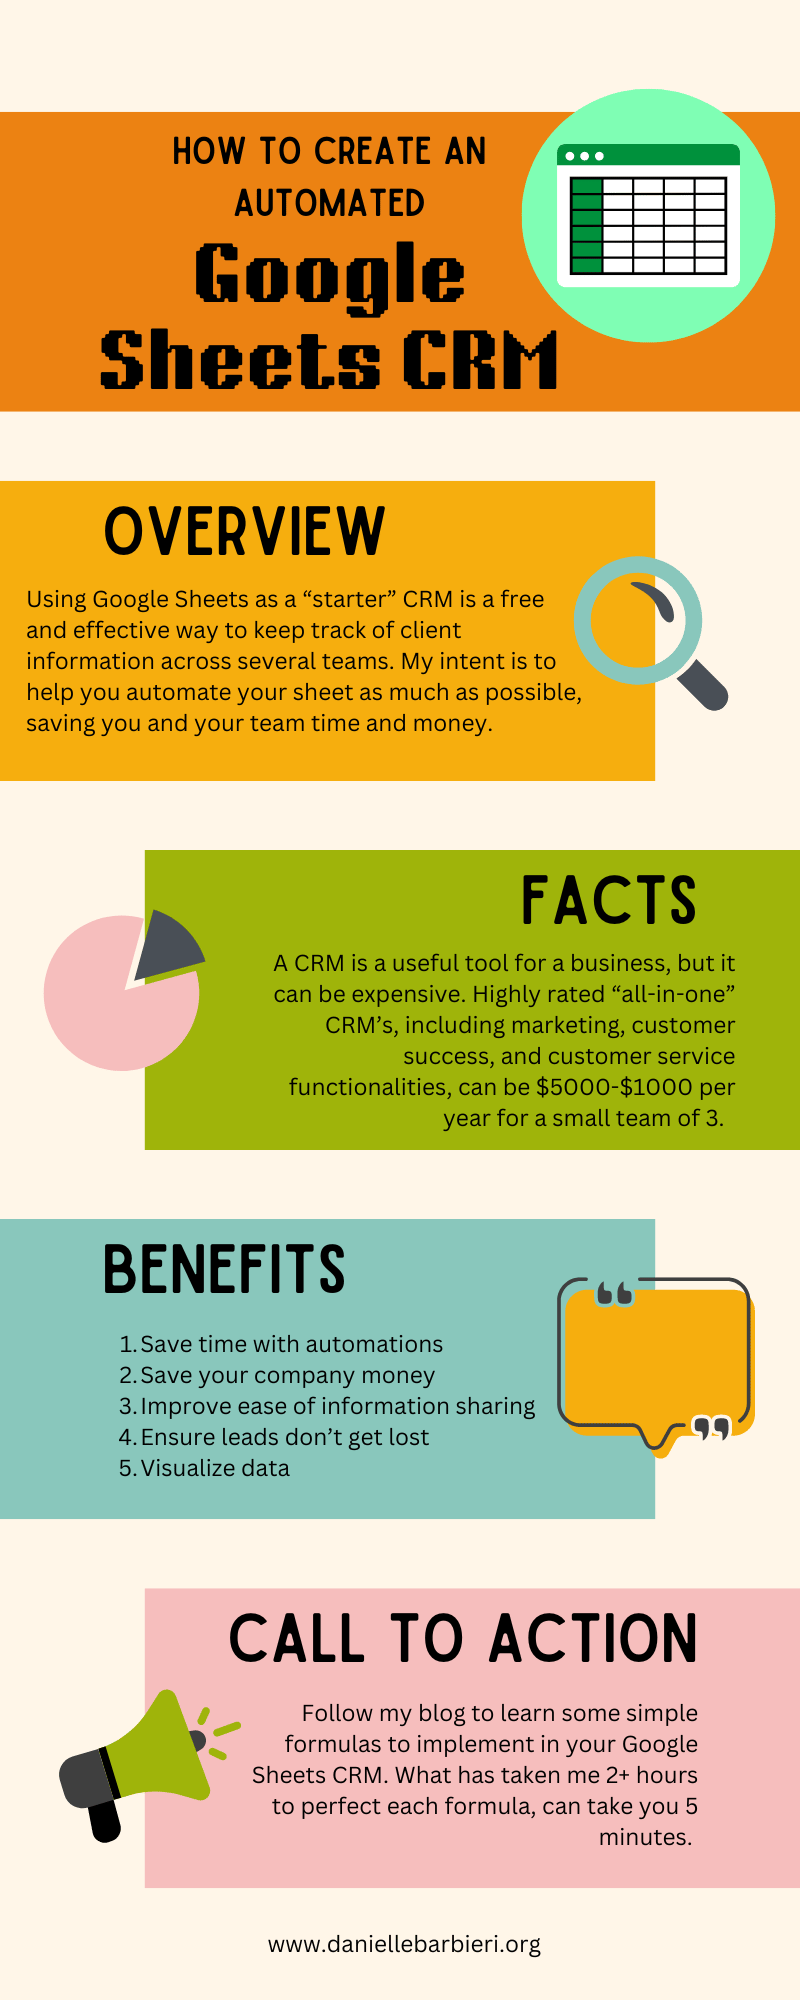 HOW TO CREATE AN
AUTOMATED
Google
Sheets CRM
OVERVIEW
Using Google Sheets as a “starter” CRM is a free
and effective way to keep track of client
information across several teams. My intent is to
help you automate your sheet as much as possible,
saving you and your team time and money.
FACTS
A CRM is a useful tool for a business, but it
can be expensive. Highly rated “all-in-one”
CRM’s, including marketing, customer
success, and customer service
functionalities, can be $5000-$1000 per
year for a small team of 3.
BENEFITS
1. Save time with automations
2. Save your company money
3. Improve ease of information sharing
4. Ensure leads don’t get lost
5. Visualize data
CALL TO ACTION
Follow my blog to learn some simple
formulas to implement in your Google
Sheets CRM. What has taken me 2+ hours
to perfect each formula, can take you 5
minutes.
www.daniellebarbieri.org